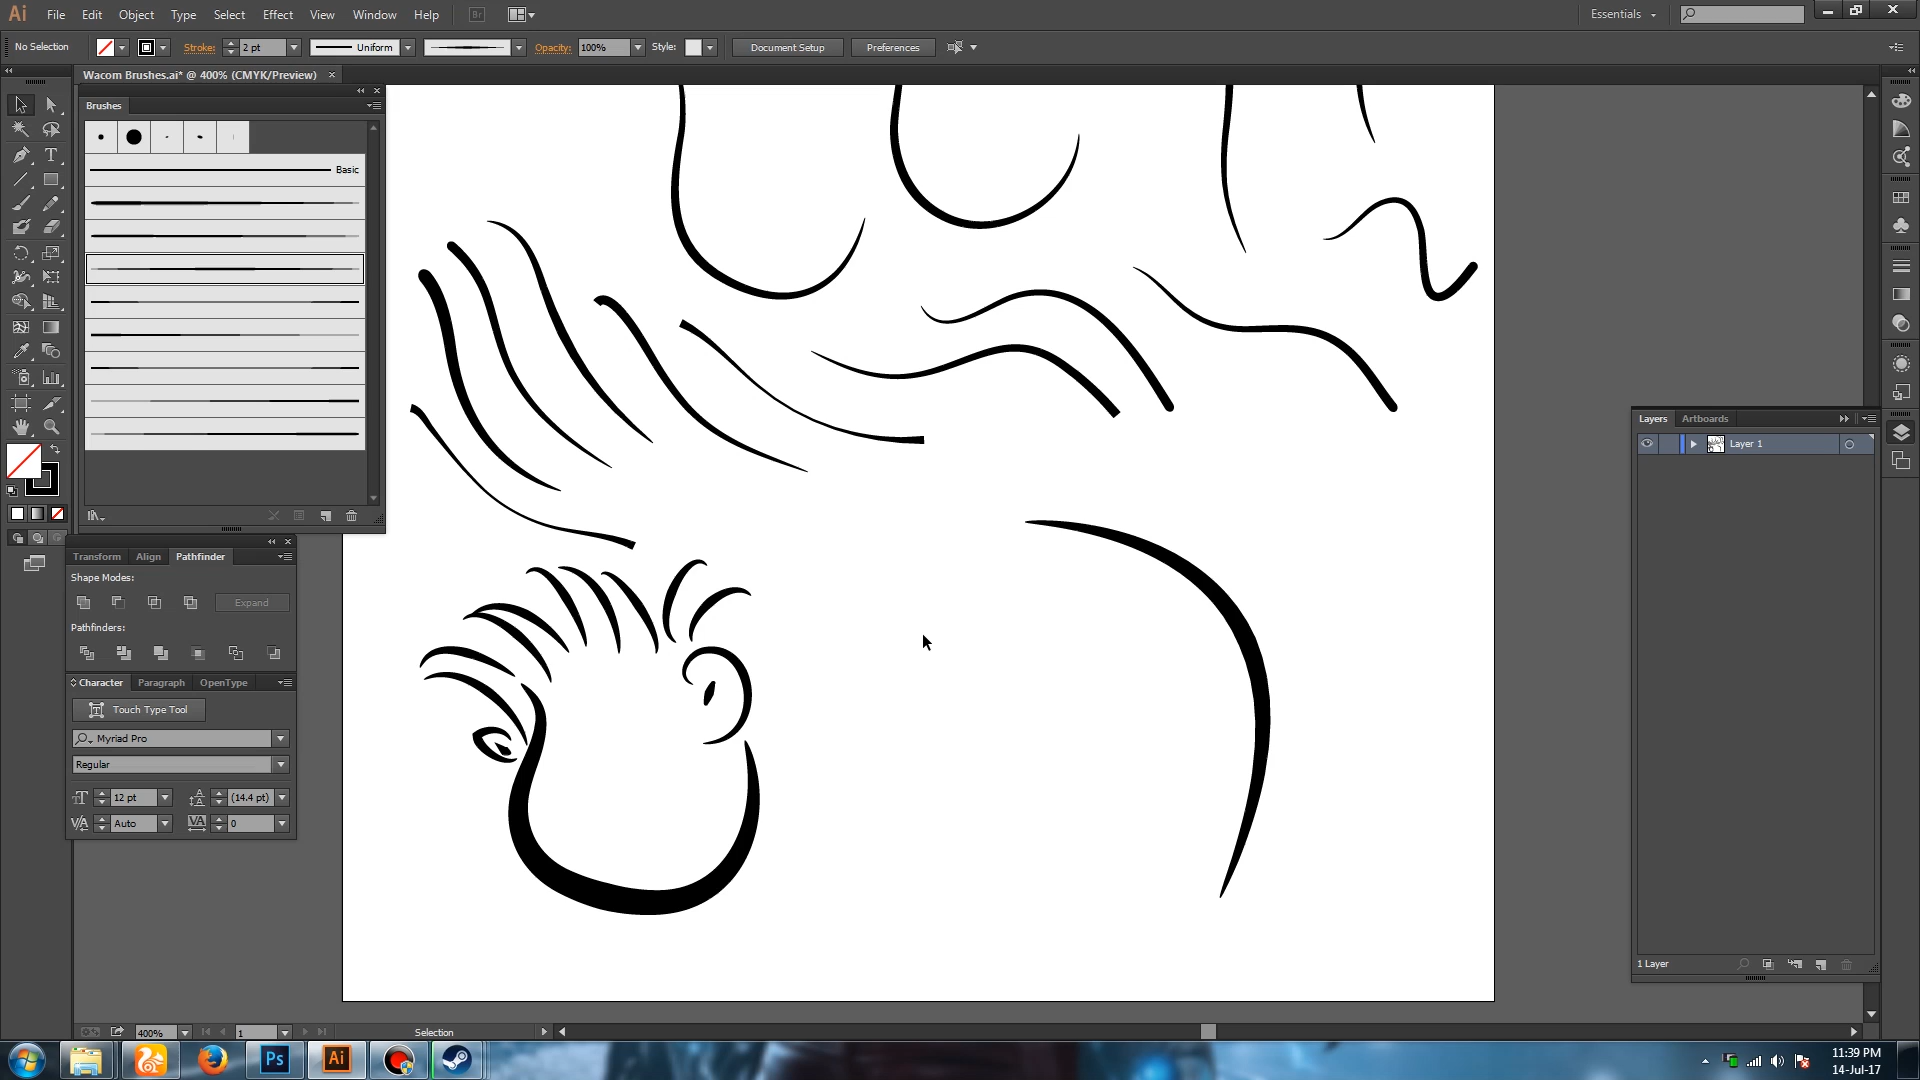 Ai File Edit Object Type Select Effect View Window Help Br Essentials
No Selection Stroke: 2 pt Uniform Opacity: 100% Style: Document Setup Preferences
Wacom Brushes.ai* @ 400% (CMYK/Preview)
Brushes
Basic
Layers Artboards
Layer 1
Transform Align Pathfinder
Shape Modes:
Expand
Pathfinders:
Character Paragraph OpenType
Touch Type Tool
Myriad Pro
Regular
12 pt (14.4 pt)
Auto 0
1 Layer
400% 1 Selection
Ps Ai 11:39 PM
14-Jul-17